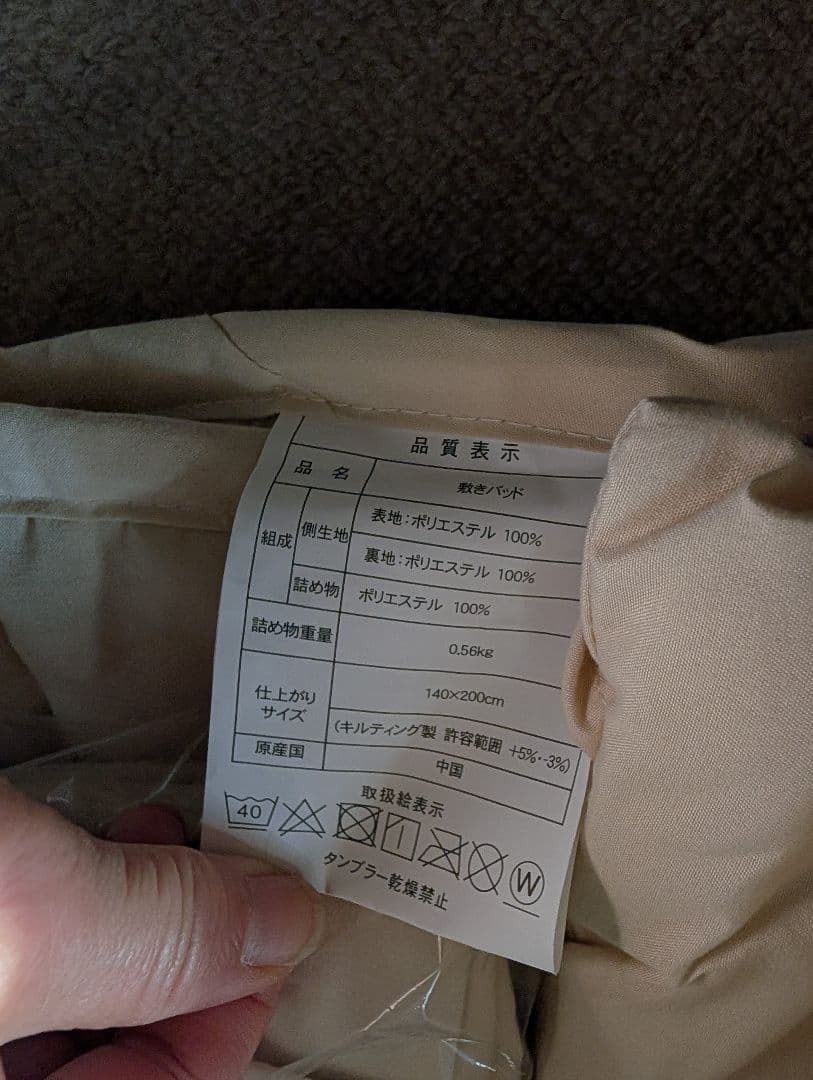 品質表示
品 名 敷きパッド
組成 側生地 表地:ポリエステル 100%
裏地:ポリエステル 100%
詰め物 ポリエステル 100%
詰め物重量 0.56kg
仕上がり
サイズ
140×200cm
(キルティング製 許容範囲 +5%・-3%)
原産国 中国
取扱絵表示
40
W
タンブラー乾燥禁止